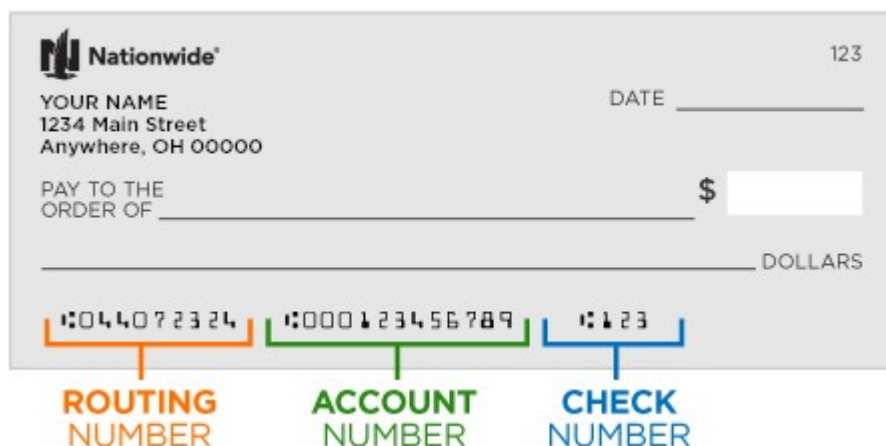 Nationwide®
123
YOUR NAME
1234 Main Street
Anywhere, OH 00000
DATE
PAY TO THE
ORDER OF
$
DOLLARS
⑆044072324 ⑆000123456789 ⑆123
ROUTING NUMBER
ACCOUNT NUMBER
CHECK NUMBER